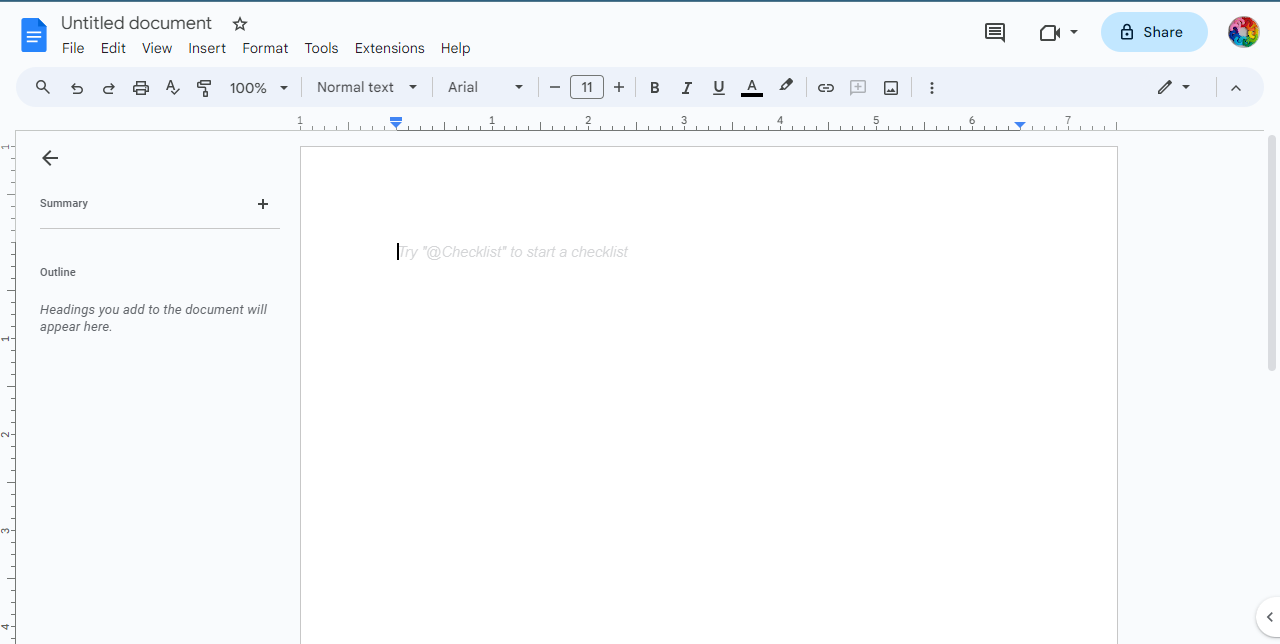 Untitled document
File Edit View Insert Format Tools Extensions Help
Share
100% Normal text Arial 11 B I U A
1 1 2 3 4 5 6 7
Summary
Try "@Checklist" to start a checklist
Outline
Headings you add to the document will
appear here.
1
1
2
3
4